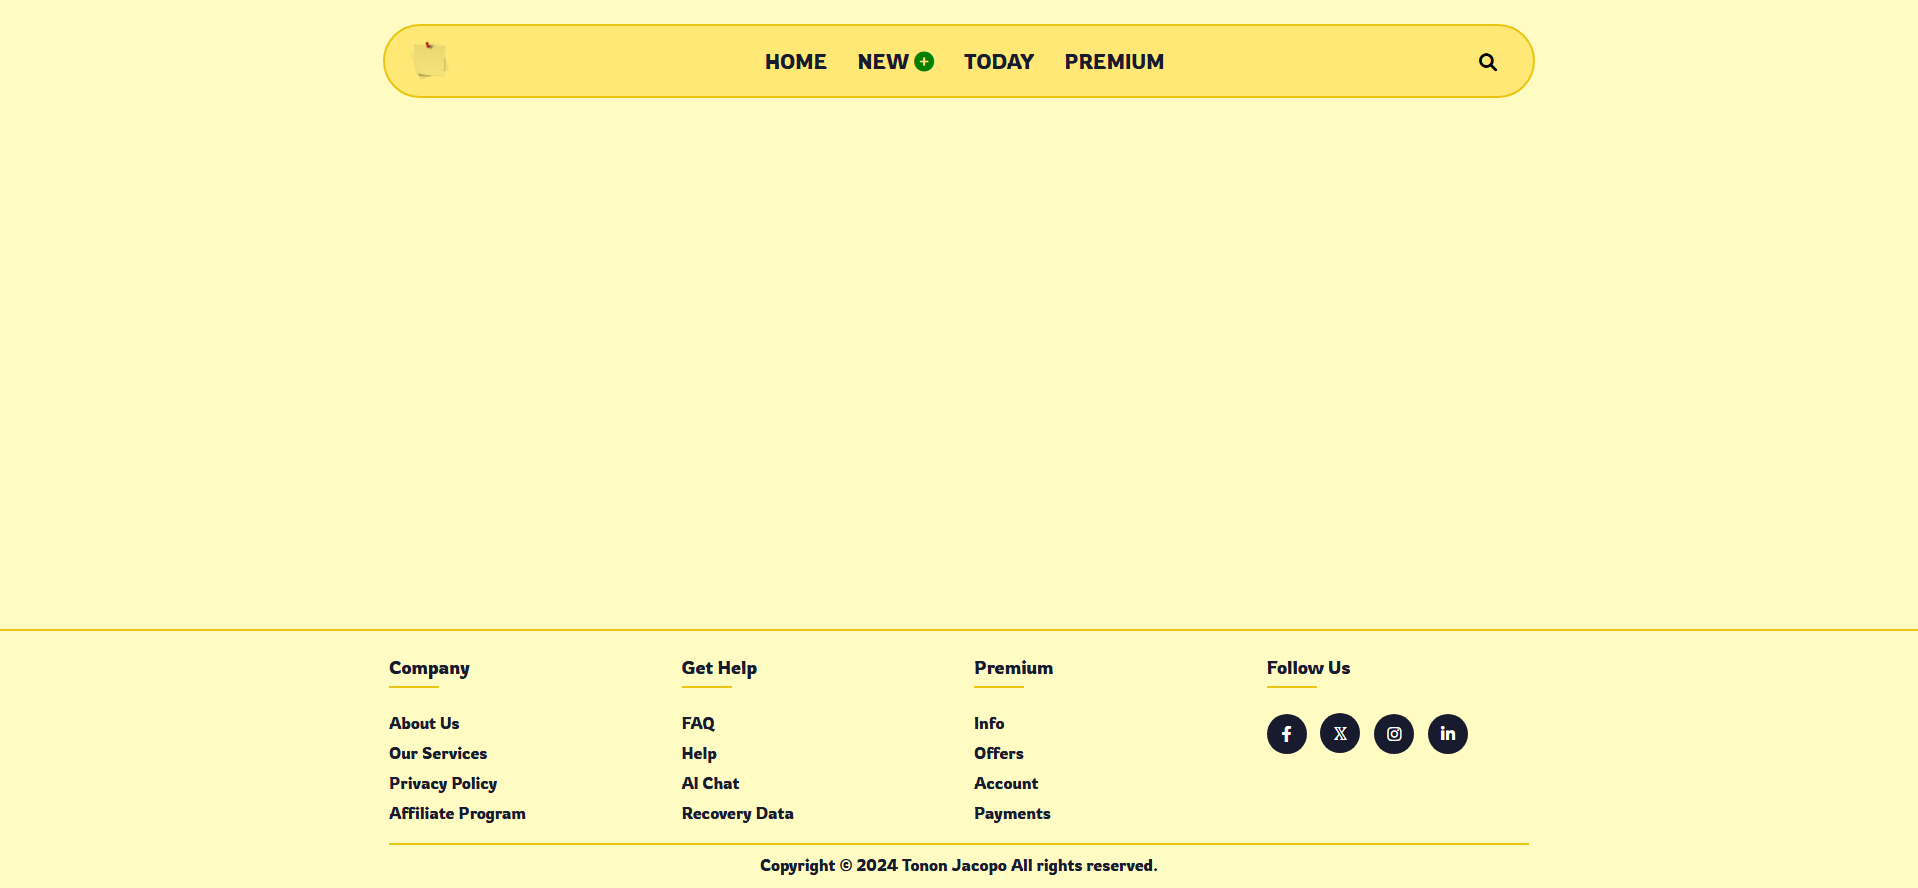 HOME NEW + TODAY PREMIUM
Company
About Us
Our Services
Privacy Policy
Affiliate Program
Get Help
FAQ
Help
AI Chat
Recovery Data
Premium
Info
Offers
Account
Payments
Follow Us
f 𝕏 in
Copyright © 2024 Tonon Jacopo All rights reserved.